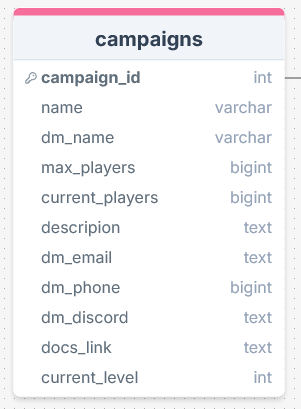 campaigns
campaign_id int
name varchar
dm_name varchar
max_players bigint
current_players bigint
descripion text
dm_email text
dm_phone bigint
dm_discord text
docs_link text
current_level int